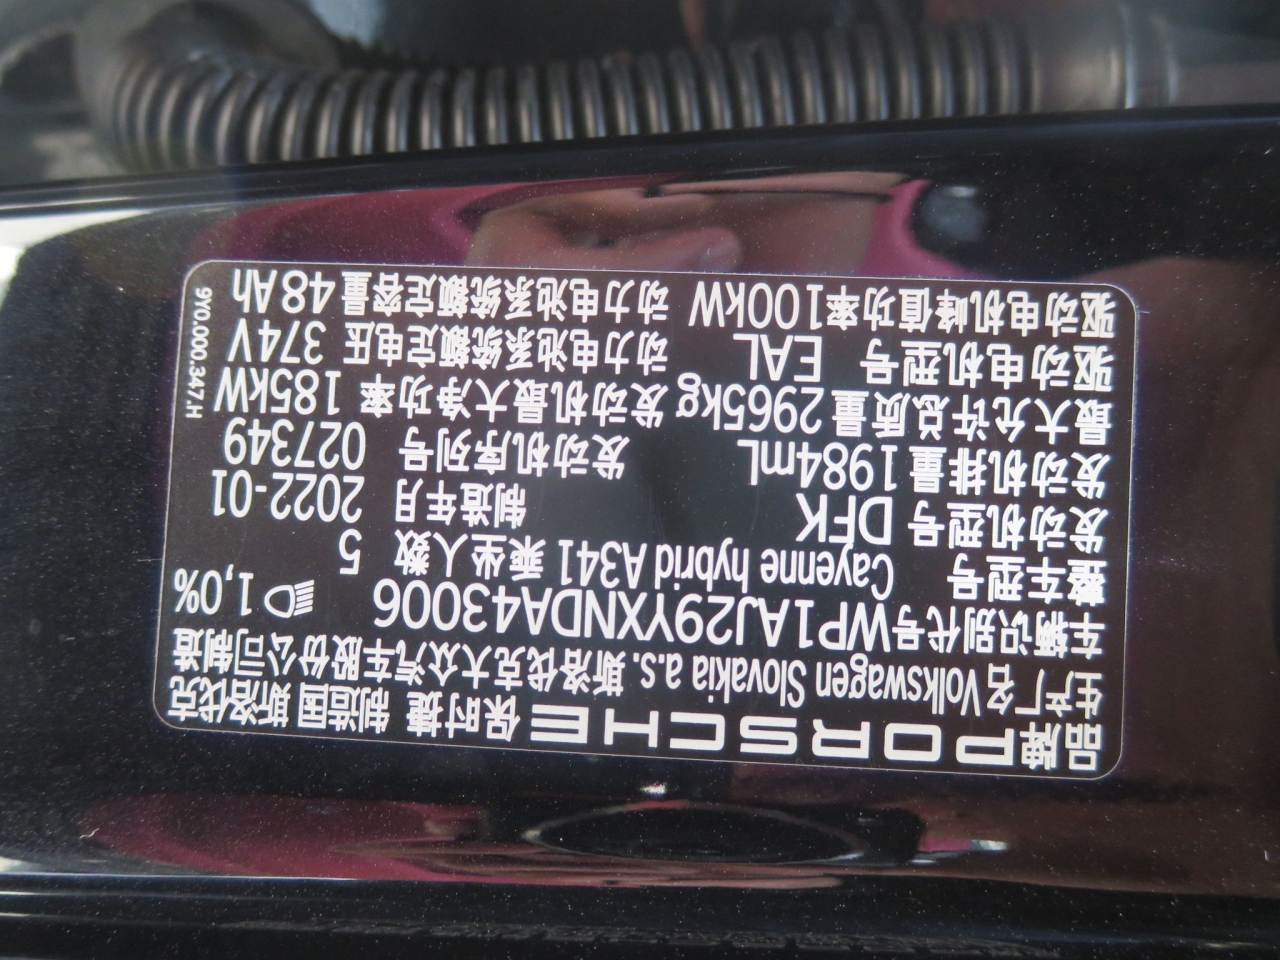 品牌 PORSCHE 保时捷 制造国 斯洛伐克
生产厂名 Volkswagen Slovakia a.s. 斯洛伐克大众汽车股份公司制造
车辆识别代号 WP1AJ29YXNDA43006 1,0%
整车型号 Cayenne hybrid A341 乘坐人数 5
发动机型号 DFK 制造年月 2022-01
发动机排量 1984mL 发动机序列号 027349
最大允许总质量 2965kg 发动机最大净功率 185kW
驱动电机型号 EAL 动力电池系统额定电压 374V
驱动电机峰值功率 100kW 动力电池系统额定容量 48Ah
9Y0.000.347.H